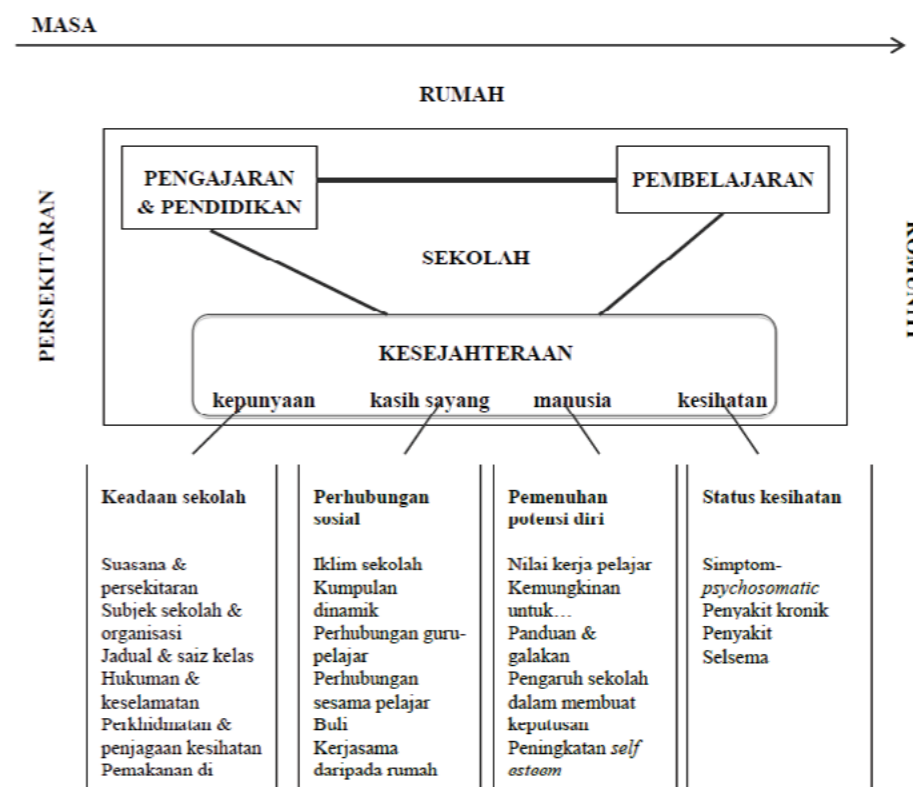 MASA
RUMAH
PERSEKITARAN
PENGAJARAN
& PENDIDIKAN
PEMBELAJARAN
SEKOLAH
KESEJAHTERAAN
kepunyaan kasih sayang manusia kesihatan
Keadaan sekolah
Suasana &
persekitaran
Subjek sekolah &
organisasi
Jadual & saiz kelas
Hukuman &
keselamatan
Perkhidmatan &
penjagaan kesihatan
Pemakanan di
Perhubungan
sosial
Iklim sekolah
Kumpulan
dinamik
Perhubungan guru-
pelajar
Perhubungan
sesama pelajar
Buli
Kerjasama
daripada rumah
Pemenuhan
potensi diri
Nilai kerja pelajar
Kemungkinan
untuk…
Panduan &
galakan
Pengaruh sekolah
dalam membuat
keputusan
Peningkatan self
esteem
Status kesihatan
Simptom-
psychosomatic
Penyakit kronik
Penyakit
Selsema